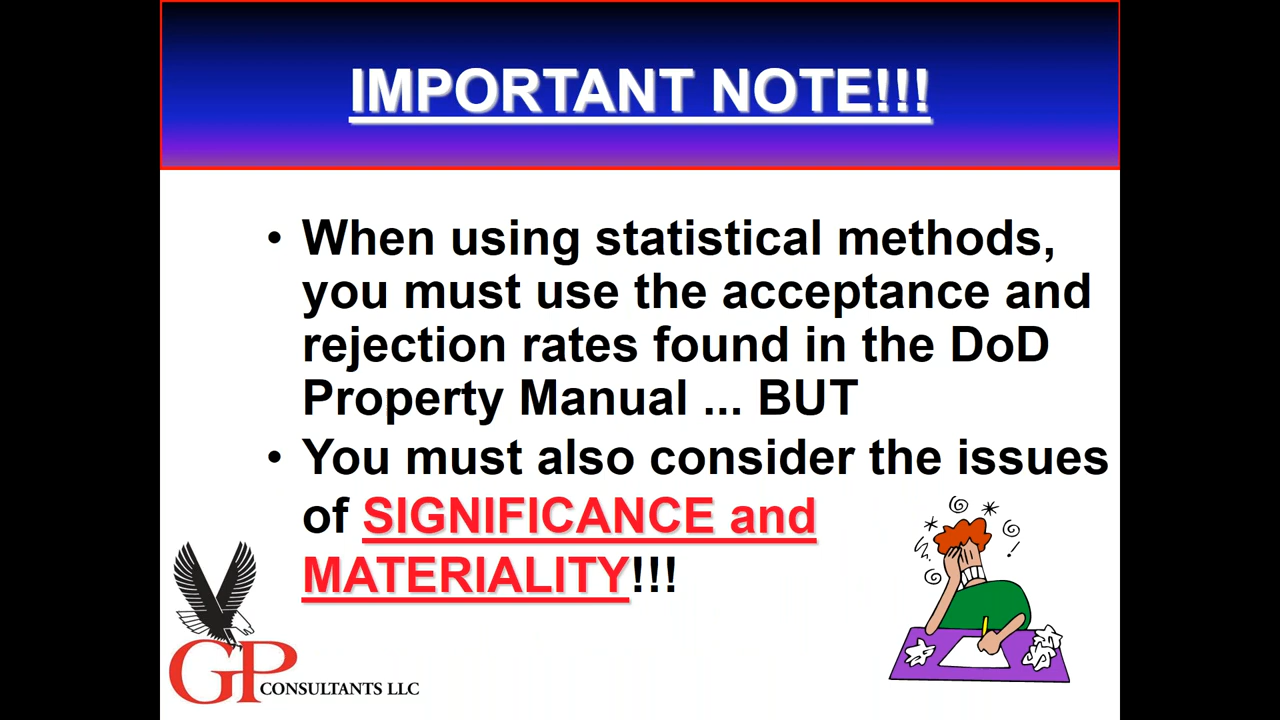 IMPORTANT NOTE!!!
• When using statistical methods,
you must use the acceptance and
rejection rates found in the DoD
Property Manual ... BUT
• You must also consider the issues
of SIGNIFICANCE and
MATERIALITY!!!
GP CONSULTANTS LLC